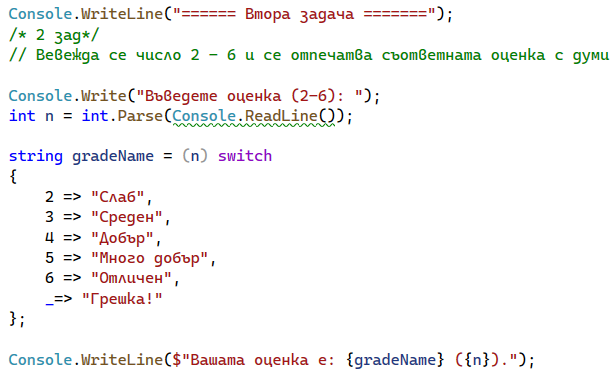 Console.WriteLine("====== Втора задача =======");
/* 2 зад*/
// Вевежда се число 2 - 6 и се отпечатва съответната оценка с думи
Console.Write("Въведете оценка (2-6): ");
int n = int.Parse(Console.ReadLine());
string gradeName = (n) switch
{
    2 => "Слаб",
    3 => "Среден",
    4 => "Добър",
    5 => "Много добър",
    6 => "Отличен",
    _=> "Грешка!"
};
Console.WriteLine($"Вашата оценка е: {gradeName} ({n}).");